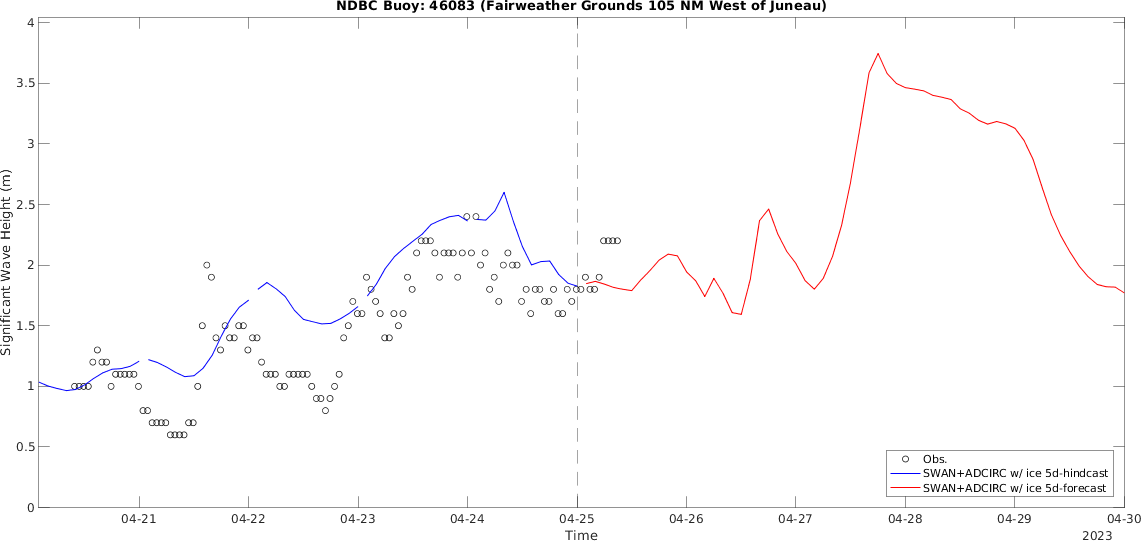 NDBC Buoy: 46083 (Fairweather Grounds 105 NM West of Juneau)
4
3.5
3
2.5
2
1.5
1
0.5
0
Significant Wave Height (m)
Obs.
SWAN+ADCIRC w/ ice 5d-hindcast
SWAN+ADCIRC w/ ice 5d-forecast
04-21 04-22 04-23 04-24 04-25 04-26 04-27 04-28 04-29 04-30
Time
2023